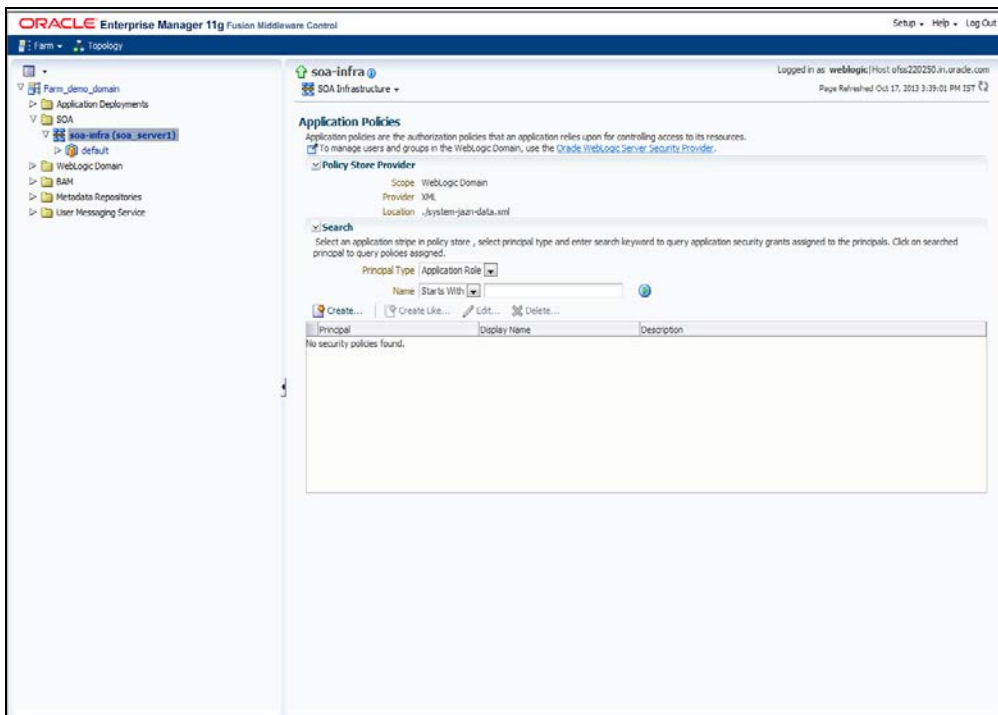 ORACLE Enterprise Manager 11g Fusion Middleware Control
Setup Help Log Out
Farm Topology
Farm_demo_domain
Application Deployments
SOA
soa-infra (soa_server1)
default
WebLogic Domain
BAM
Metadata Repositories
User Messaging Service
soa-infra
SOA Infrastructure
Logged in as weblogic|Host ofss220250.in.oracle.com
Page Refreshed Oct 17, 2013 3:39:01 PM IST
Application Policies
Application policies are the authorization policies that an application relies upon for controlling access to its resources.
To manage users and groups in the WebLogic Domain, use the Oracle WebLogic Server Security Provider.
Policy Store Provider
Scope WebLogic Domain
Provider XML
Location ./system-jazn-data.xml
Search
Select an application stripe in policy store , select principal type and enter search keyword to query application security grants assigned to the principals. Click on searched
principal to query policies assigned.
Principal Type Application Role
Name Starts With
Create... Create Like... Edit... Delete...
Principal Display Name Description
No security policies found.